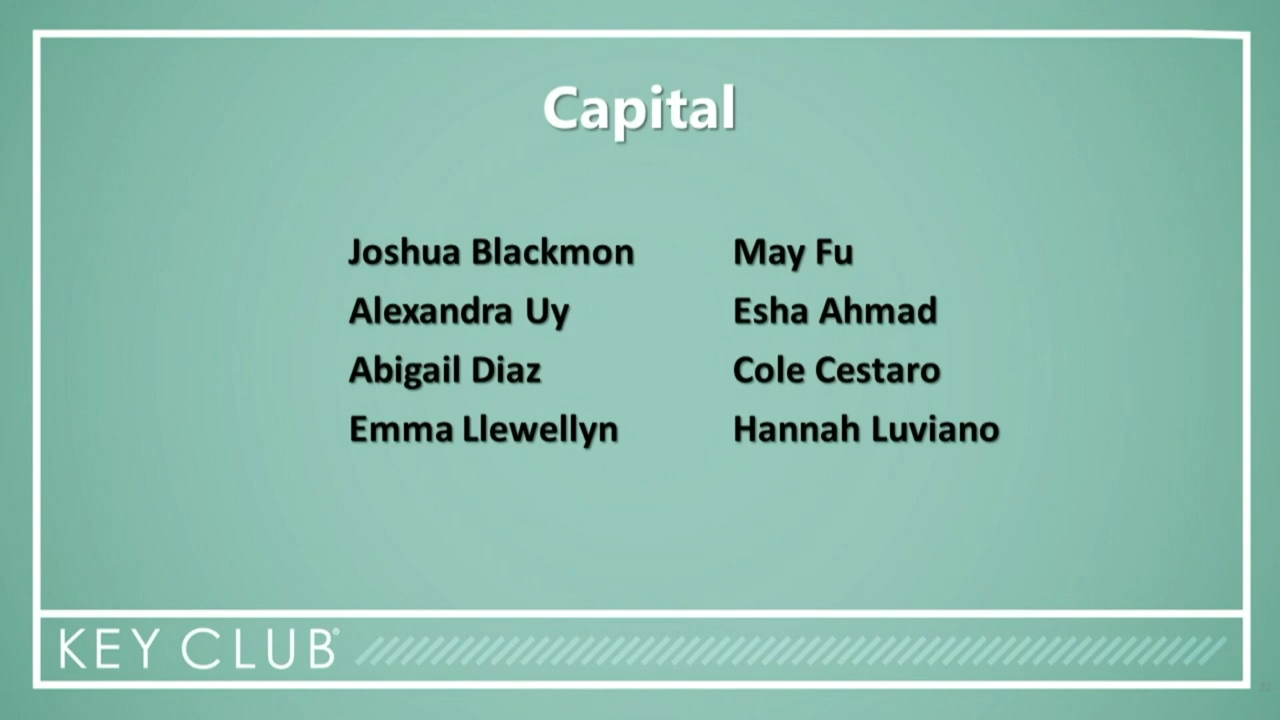 Capital
Joshua Blackmon
Alexandra Uy
Abigail Diaz
Emma Llewellyn
May Fu
Esha Ahmad
Cole Cestaro
Hannah Luviano
KEY CLUB®